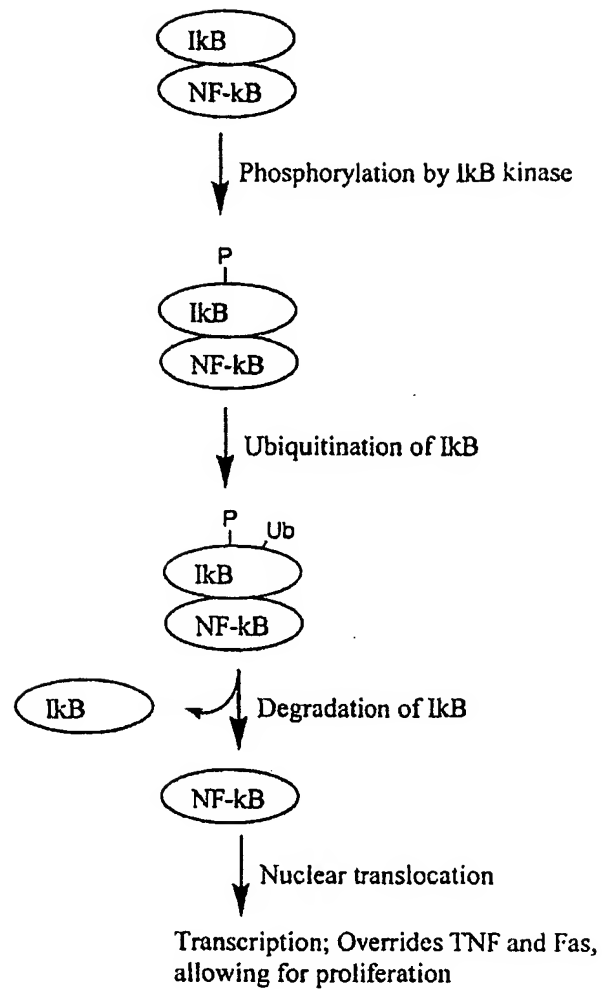 IkB
NF-kB
Phosphorylation by IkB kinase
P
IkB
NF-kB
Ubiquitination of IkB
P
Ub
IkB
NF-kB
IkB
Degradation of IkB
NF-kB
Nuclear translocation
Transcription; Overrides TNF and Fas,
allowing for proliferation